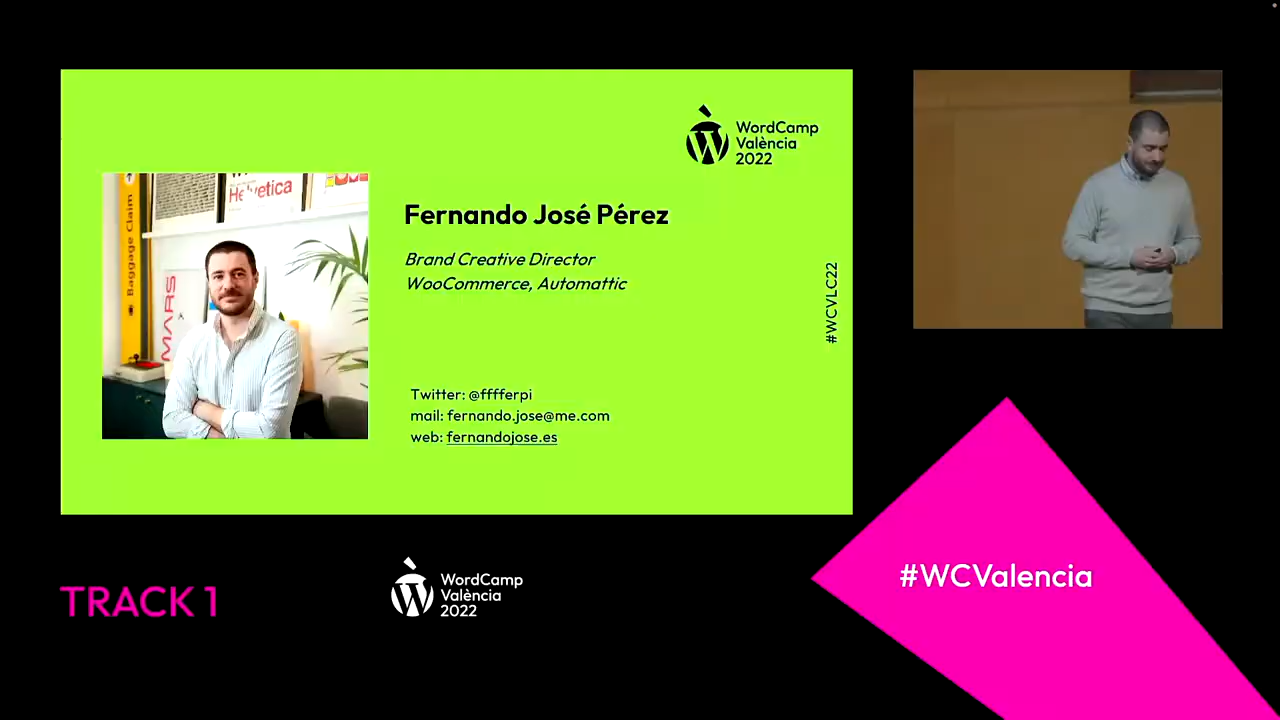 WordCamp
València
2022
Helvetica
Baggage Claim
MARS
Fernando José Pérez
Brand Creative Director
WooCommerce, Automattic
#WCVLC22
Twitter: @fffferpi
mail: fernando.jose@me.com
web: fernandojose.es
TRACK 1
WordCamp
València
2022
#WCValencia